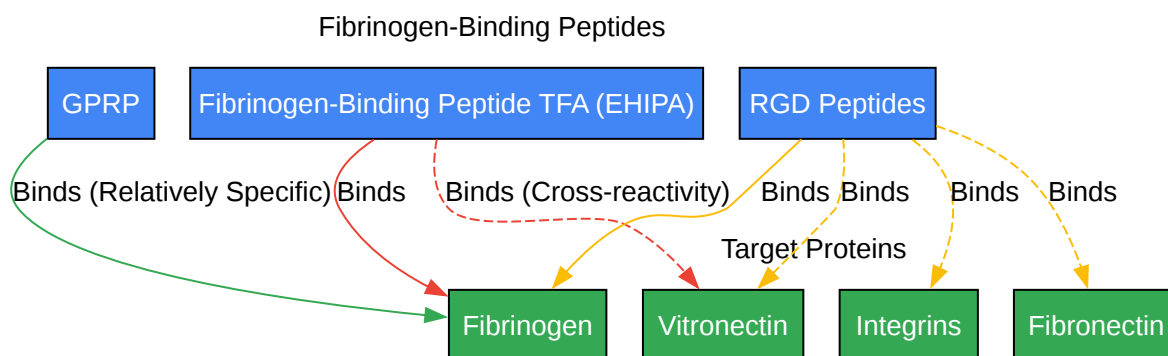 Fibrinogen-Binding Peptides
GPRP
Fibrinogen-Binding Peptide TFA (EHIPA)
RGD Peptides
Binds (Relatively Specific)
Binds
Binds (Cross-reactivity)
Binds
Binds
Binds
Binds
Target Proteins
Fibrinogen
Vitronectin
Integrins
Fibronectin